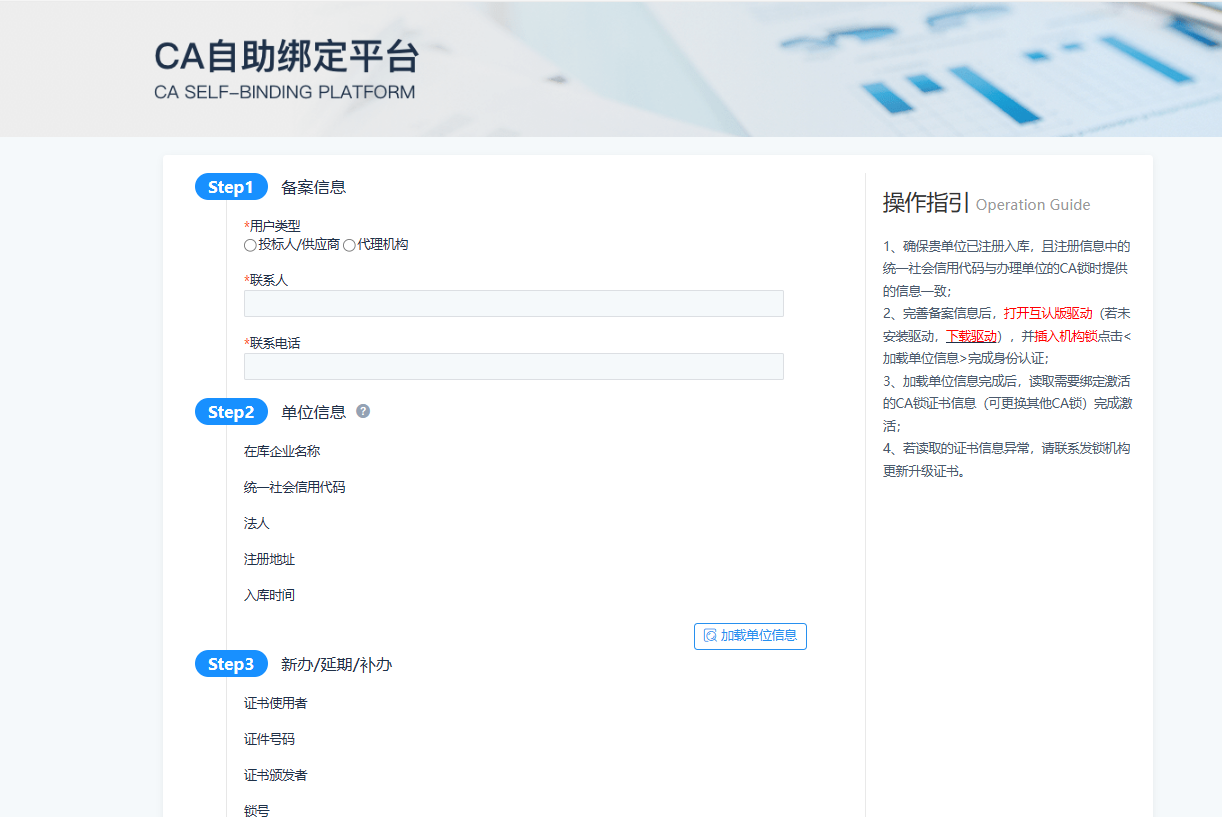 CA自助绑定平台
CA SELF-BINDING PLATFORM
Step1 备案信息
*用户类型
投标人/供应商 代理机构
*联系人
*联系电话
Step2 单位信息 ?
在库企业名称
统一社会信用代码
法人
注册地址
入库时间
加载单位信息
Step3 新办/延期/补办
证书使用者
证件号码
证书颁发者
锁号
操作指引 Operation Guide
1、确保贵单位已注册入库，且注册信息中的
统一社会信用代码与办理单位的CA锁时提供
的信息一致；
2、完善备案信息后，打开互认版驱动（若未
安装驱动，下载驱动），并插入机构锁点击<
加载单位信息>完成身份认证；
3、加载单位信息完成后，读取需要绑定激活
的CA锁证书信息（可更换其他CA锁）完成激
活；
4、若读取的证书信息异常，请联系发锁机构
更新升级证书。